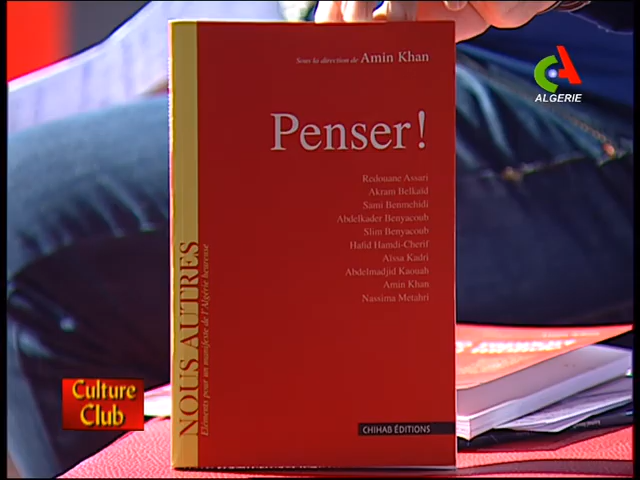 Sous la direction de Amin Khan
Penser!
Redouane Assari
Akram Belkaïd
Sami Benmehidi
Abdelkader Benyacoub
Slim Benyacoub
Hafid Hamdi-Cherif
Aïssa Kadri
Abdelmadjid Kaouah
Amin Khan
Nassima Metahri
CHIHAB ÉDITIONS
NOUS AUTRES
Eléments pour un manifeste de l'Algérie heureuse
ALGERIE
Culture
Club